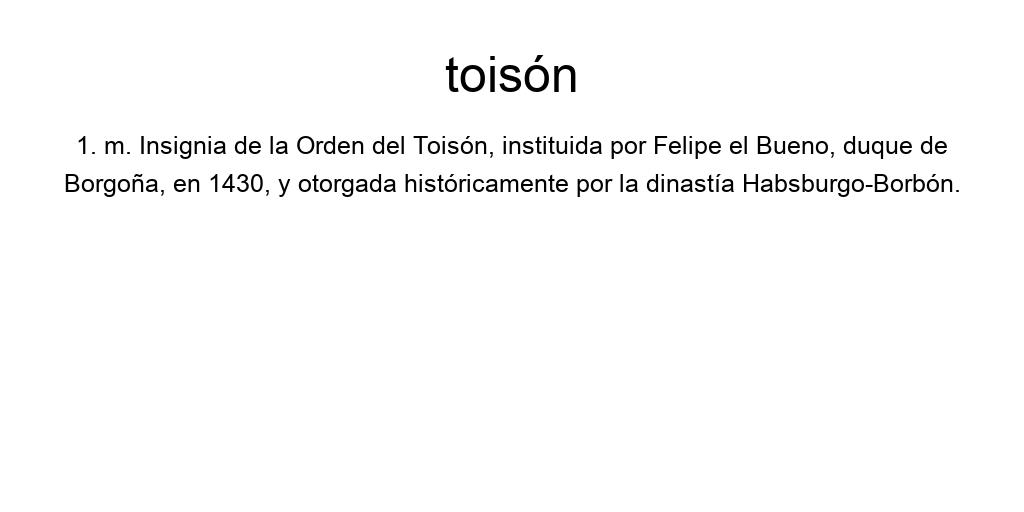 toisón
1. m. Insignia de la Orden del Toisón, instituida por Felipe el Bueno, duque de
Borgoña, en 1430, y otorgada históricamente por la dinastía Habsburgo-Borbón.